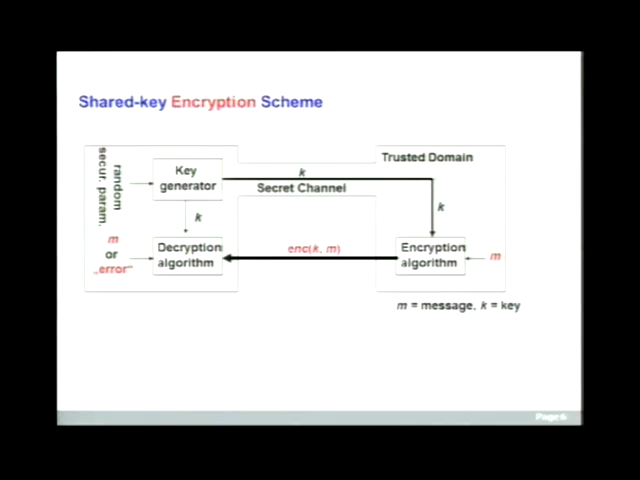 Shared-key Encryption Scheme
Trusted Domain
random
secur. param.
Key
generator
k
Secret Channel
k
k
m
or
„error“
Decryption
algorithm
enc(k, m)
Encryption
algorithm
m
m = message, k = key
Page 6